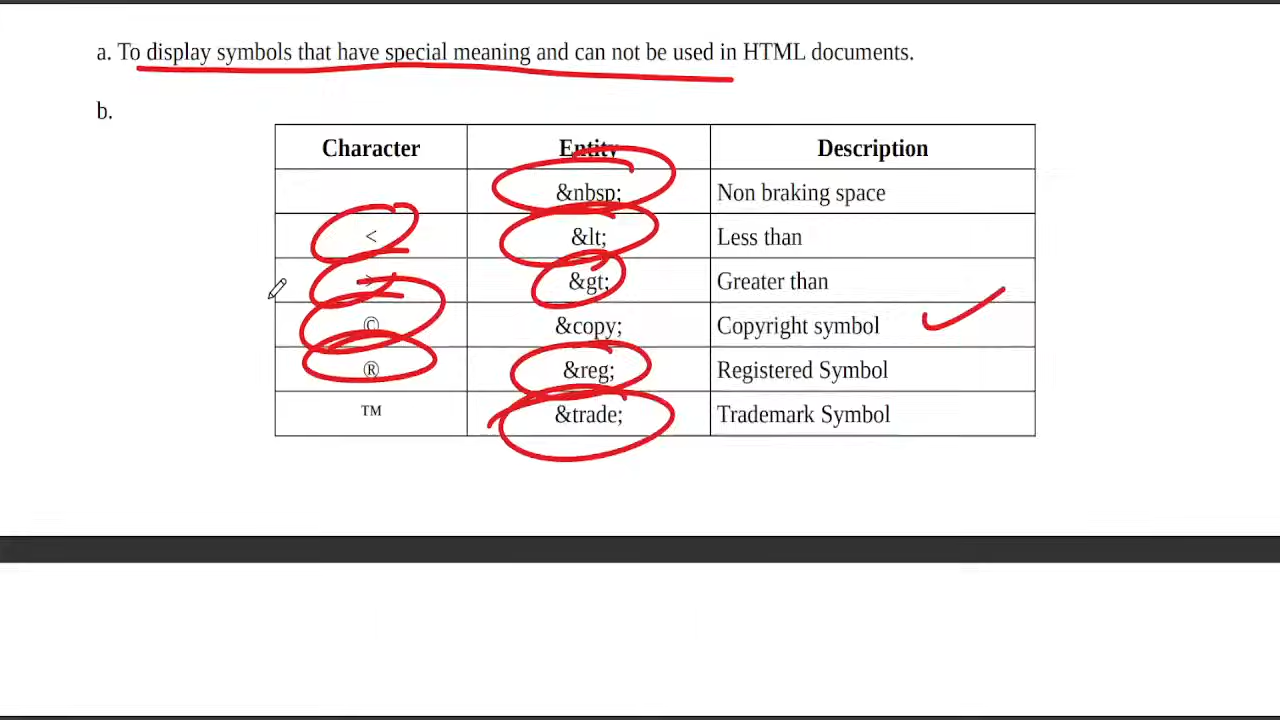 a. To display symbols that have special meaning and can not be used in HTML documents.
b.
Character Entity Description
&nbsp; Non braking space
< &lt; Less than
> &gt; Greater than
© &copy; Copyright symbol
® &reg; Registered Symbol
™ &trade; Trademark Symbol